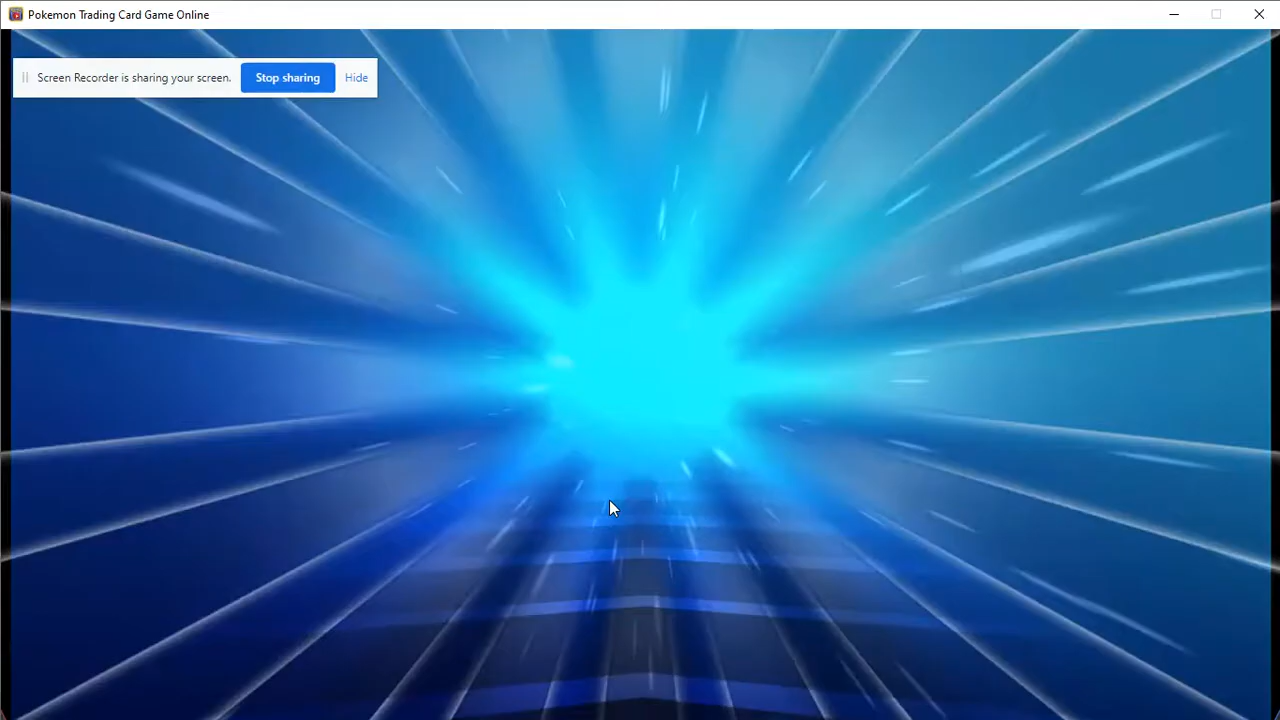 Pokemon Trading Card Game Online
Screen Recorder is sharing your screen. Stop sharing Hide